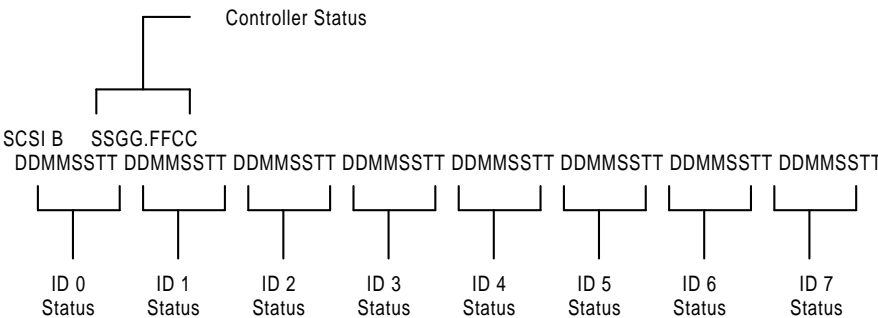 Controller Status
SCSI B SSGG.FFCC
DDMMSSTT DDMMSSTT DDMMSSTT DDMMSSTT DDMMSSTT DDMMSSTT DDMMSSTT DDMMSSTT
ID 0 ID 1 ID 2 ID 3 ID 4 ID 5 ID 6 ID 7
Status Status Status Status Status Status Status Status